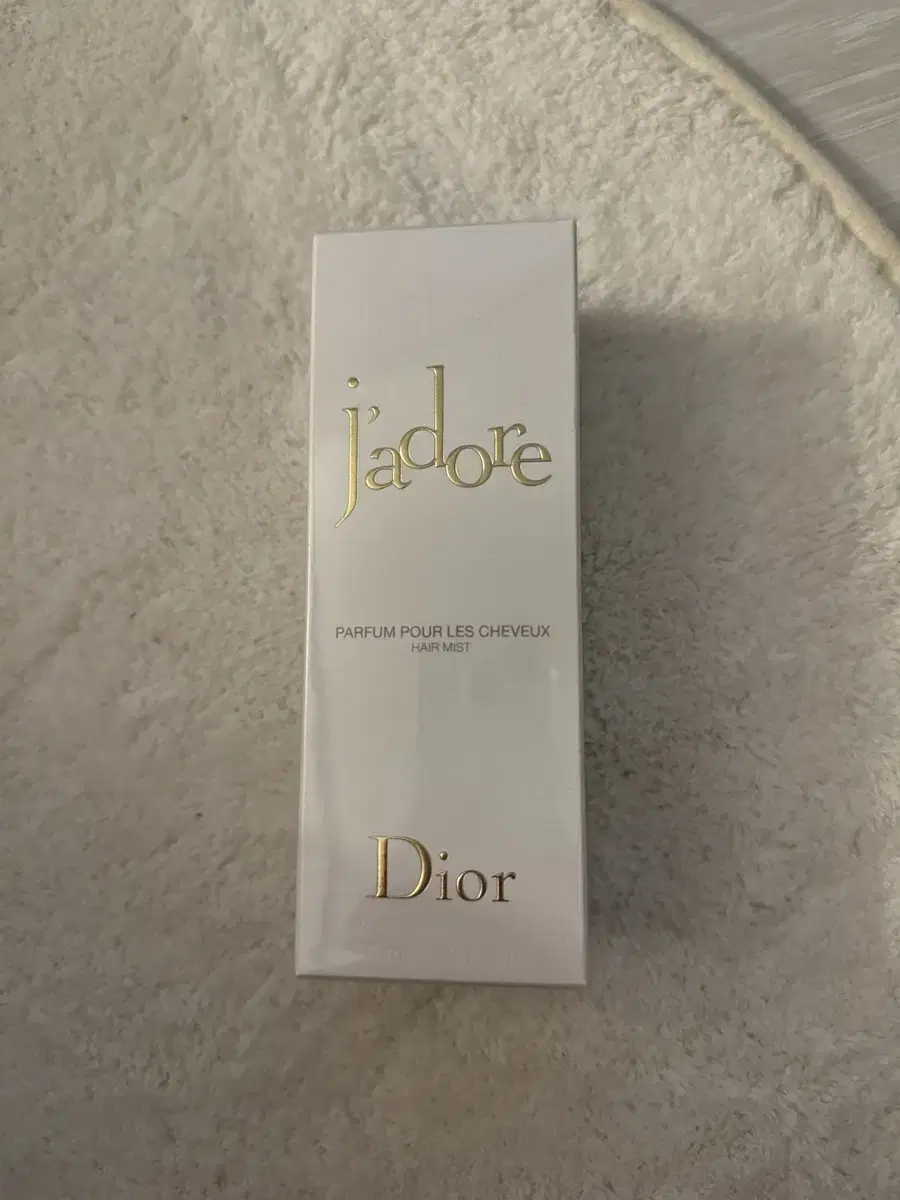 j'adore
PARFUM POUR LES CHEVEUX
HAIR MIST
Dior